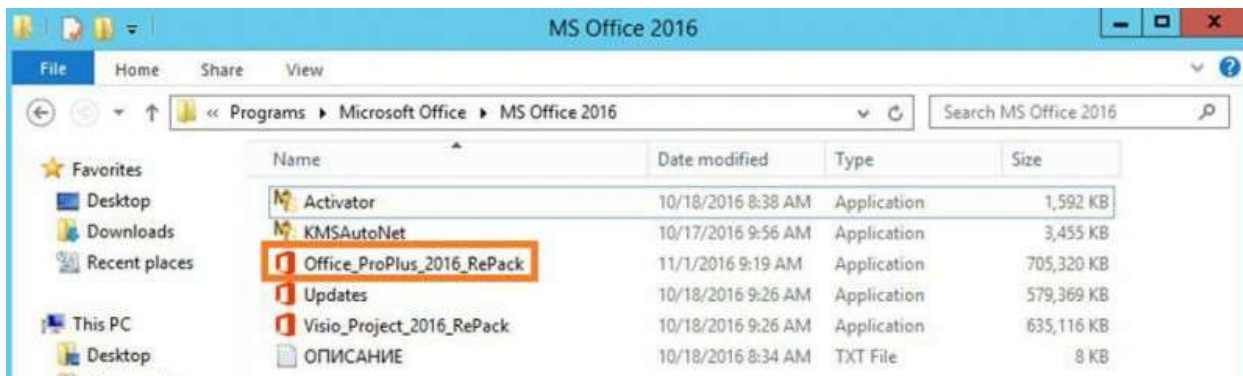 MS Office 2016
File Home Share View
« Programs Microsoft Office MS Office 2016 Search MS Office 2016
Name Date modified Type Size
Favorites
Desktop Activator 10/18/2016 8:38 AM Application 1,592 KB
Downloads KMSAutoNet 10/17/2016 9:56 AM Application 3,455 KB
Recent places Office_ProPlus_2016_RePack 11/1/2016 9:19 AM Application 705,320 KB
Updates 10/18/2016 9:26 AM Application 579,369 KB
This PC Visio_Project_2016_RePack 10/18/2016 9:26 AM Application 635,116 KB
Desktop ОПИСАНИЕ 10/18/2016 8:34 AM TXT File 8 KB